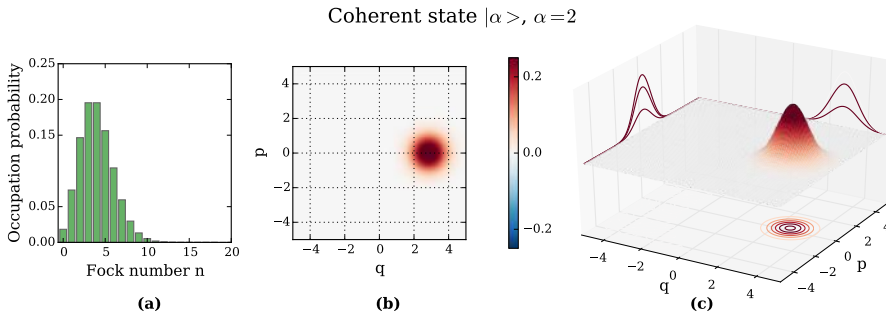 Coherent state |α>, α=2
Occupation probability
0.25
0.15
0.05
0.00
0 5 10 15 20
Fock number n
(a)
p
4
2
0
−2
−4
−4 −2 0 2 4
q
(b)
0.2
0.0
−0.2
−4 −2 0 2 4
q
−4 −2 0 2 4
p
(c)